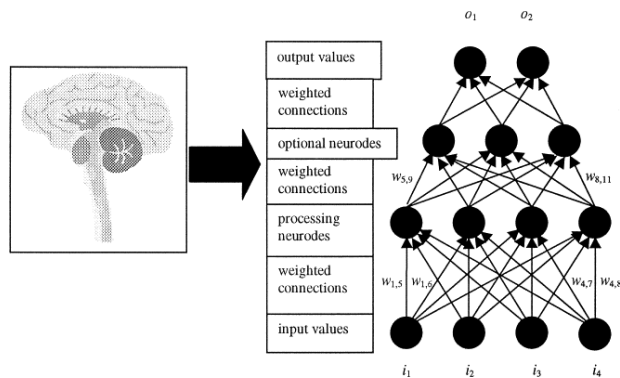 o1 o2
output values
weighted
connections
optional neurodes
weighted
connections
w5,9 w8,11
processing
neurodes
weighted
connections
w1,5 w1,6 w4,7 w4,8
input values
i1 i2 i3 i4